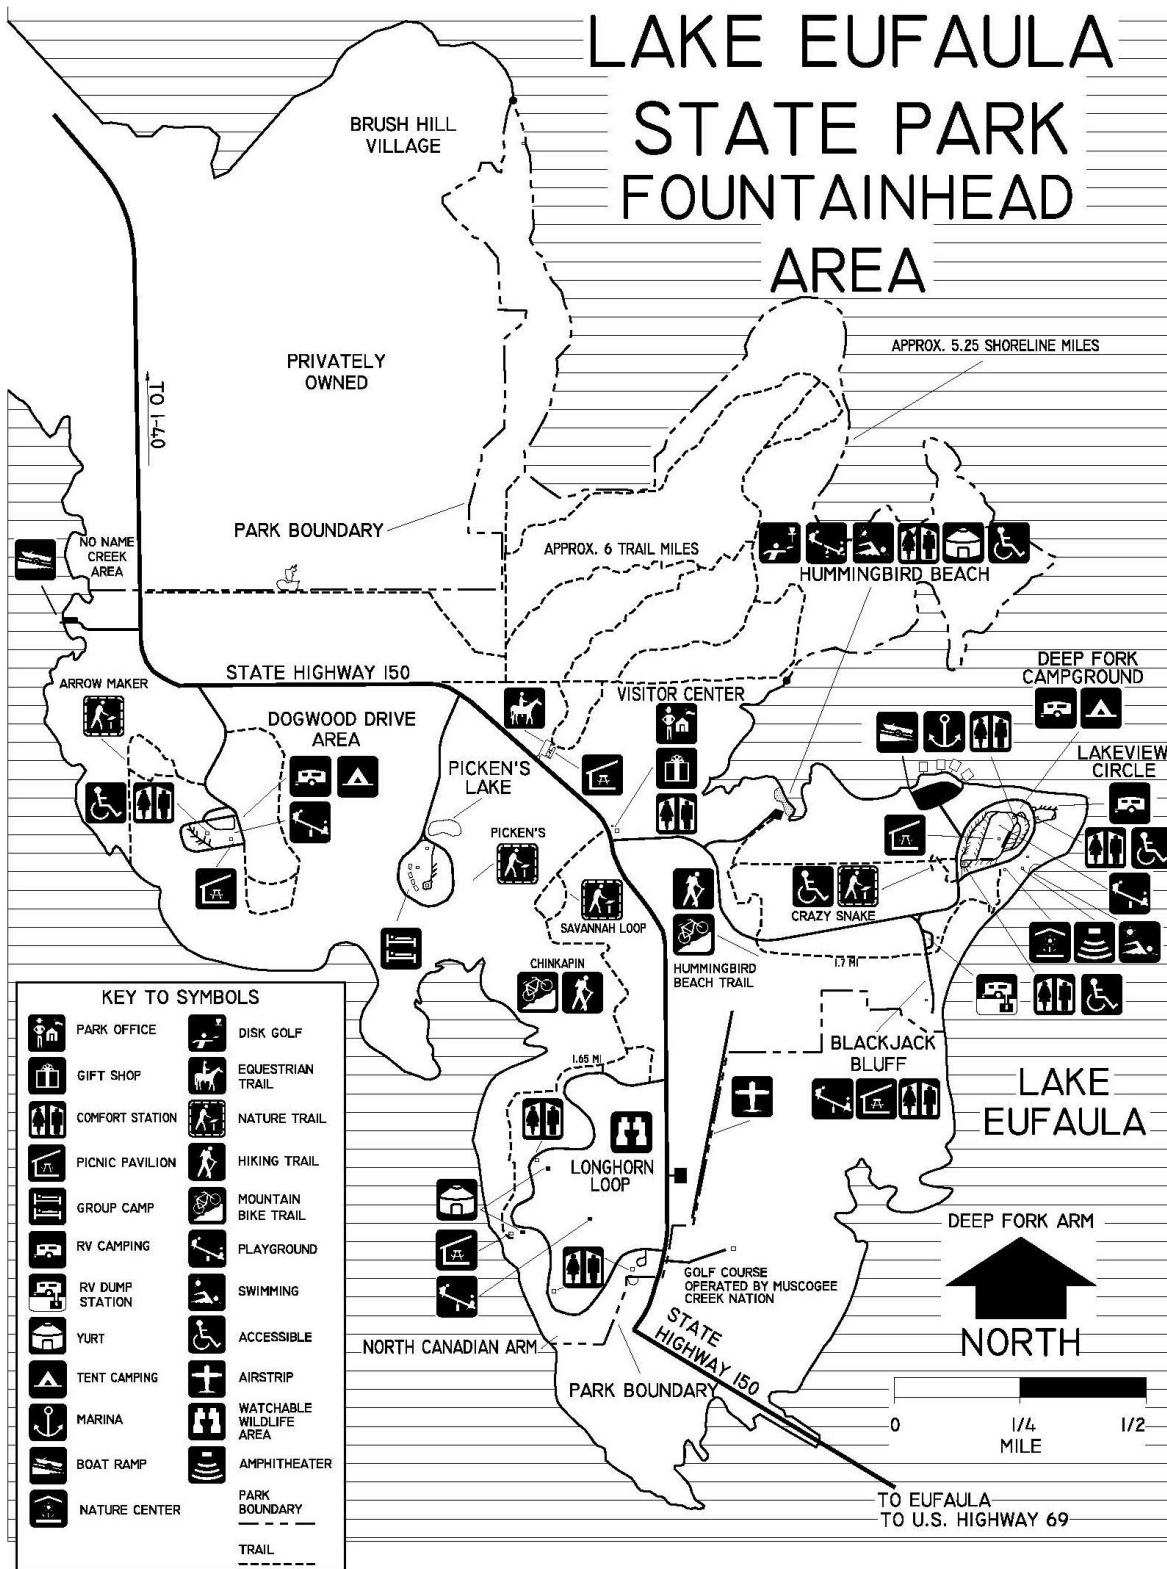 LAKE EUFAULA
STATE PARK
FOUNTAINHEAD
AREA
BRUSH HILL
VILLAGE
APPROX. 5.25 SHORELINE MILES
PRIVATELY
OWNED
TO I-40
PARK BOUNDARY
NO NAME
CREEK
AREA
APPROX. 6 TRAIL MILES
HUMMINGBIRD BEACH
STATE HIGHWAY 150
ARROW MAKER
DOGWOOD DRIVE
AREA
VISITOR CENTER
DEEP FORK
CAMPGROUND
LAKEVIEW
CIRCLE
PICKEN'S
LAKE
PICKEN'S
SAVANNAH LOOP
CRAZY SNAKE
CHINKAPIN
HUMMINGBIRD
BEACH TRAIL
1.7 MI
1.65 MI
BLACKJACK
BLUFF
LAKE
EUFAULA
LONGHORN
LOOP
DEEP FORK ARM
NORTH
GOLF COURSE
OPERATED BY MUSCOGEE
CREEK NATION
STATE
HIGHWAY 150
NORTH CANADIAN ARM
PARK BOUNDARY
0 1/4 1/2
MILE
TO EUFAULA
TO U.S. HIGHWAY 69
KEY TO SYMBOLS
PARK OFFICE
GIFT SHOP
COMFORT STATION
PICNIC PAVILION
GROUP CAMP
RV CAMPING
RV DUMP
STATION
YURT
TENT CAMPING
MARINA
BOAT RAMP
NATURE CENTER
DISK GOLF
EQUESTRIAN
TRAIL
NATURE TRAIL
HIKING TRAIL
MOUNTAIN
BIKE TRAIL
PLAYGROUND
SWIMMING
ACCESSIBLE
AIRSTRIP
WATCHABLE
WILDLIFE
AREA
AMPHITHEATER
PARK
BOUNDARY
TRAIL